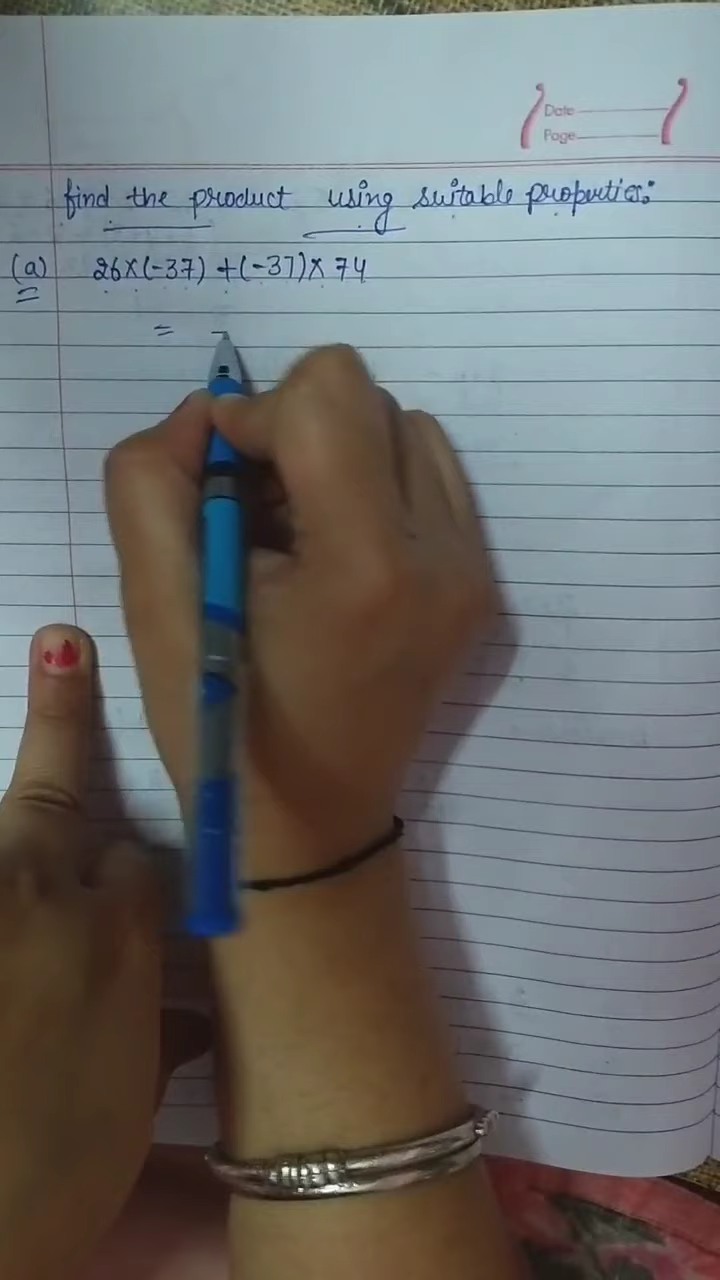 Date
Page
find the product using suitable properties:
(a) 26×(-37) +(-37)× 74
= -